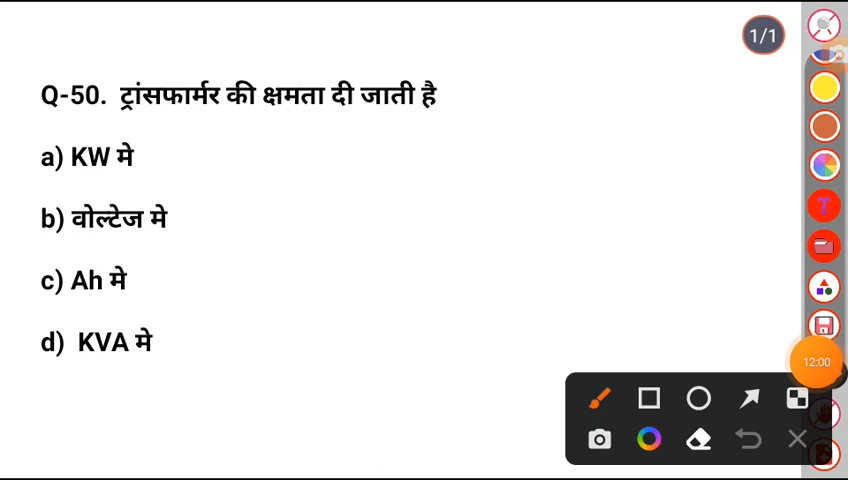 1/1
Q-50. ट्रांसफार्मर की क्षमता दी जाती है
a) KW मे
b) वोल्टेज मे
c) Ah मे
d) KVA मे
T
12:00